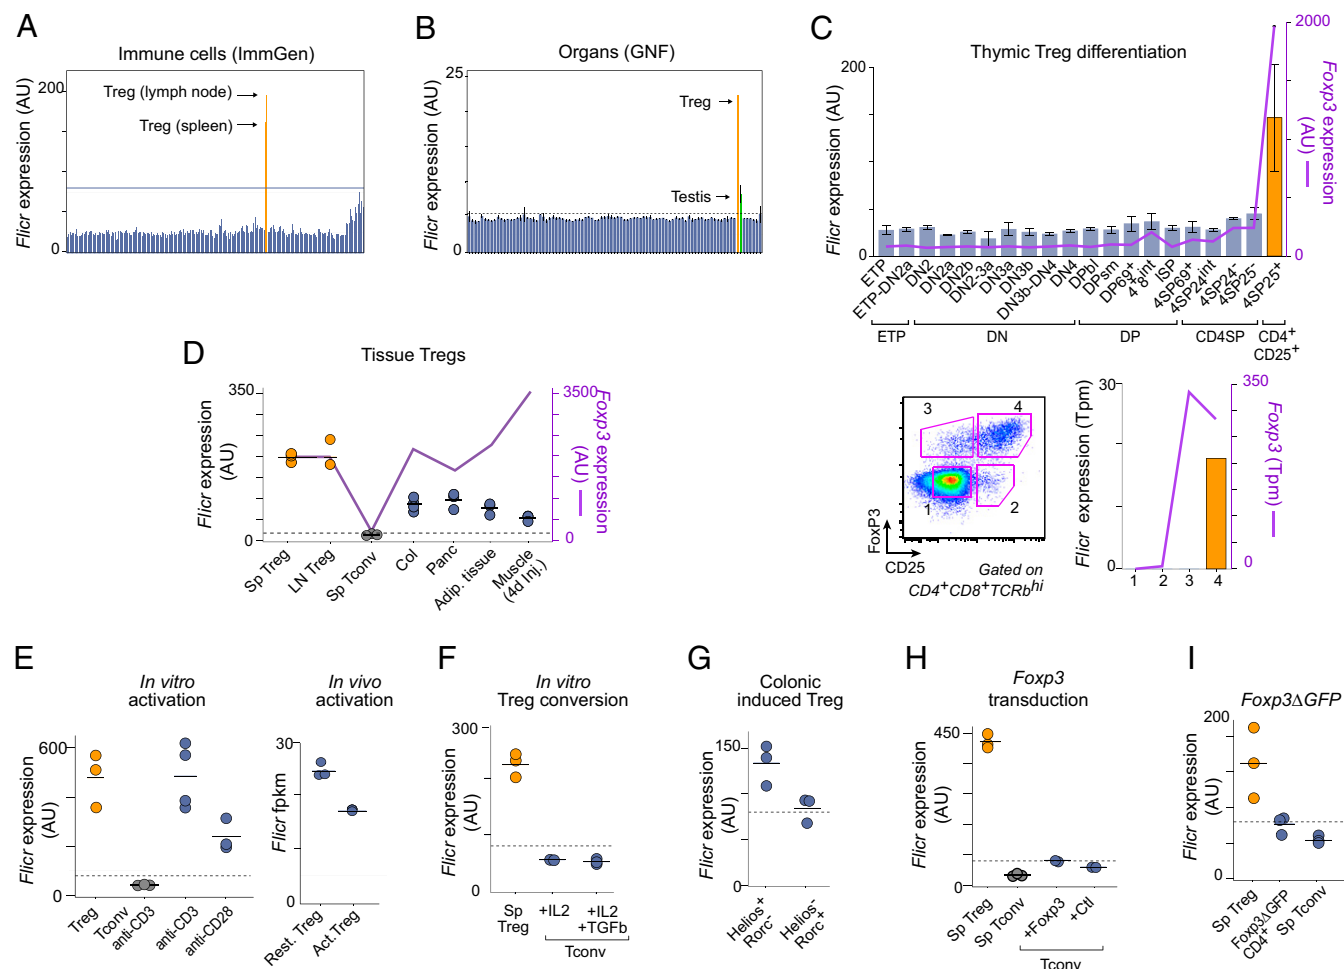 A
Immune cells (ImmGen)
Flicr expression (AU)
200
0
Treg (lymph node)
Treg (spleen)
B
Organs (GNF)
Flicr expression (AU)
25
0
Treg
Testis
C
Thymic Treg differentiation
Flicr expression (AU)
200
0
2000
0
Foxp3 expression
(AU)
ETP
ETP-DN2a
DN2
DN2a
DN2b
DN2-3a
DN3a
DN3b
DN3b-DN4
DN4
DPbl
DPsm
DP69+
4+8int
ISP
4SP69+
4SP24int
4SP24-
4SP25-
4SP25+
ETP
DN
DP
CD4SP
CD4+
CD25+
3
4
1
2
FoxP3
CD25
Gated on
CD4+CD8+TCRbhi
Flicr expression (Tpm)
30
0
350
0
Foxp3 (Tpm)
1
2
3
4
D
Tissue Tregs
Flicr expression
(AU)
350
0
3500
0
Foxp3 expression
(AU)
Sp Treg
LN Treg
Sp Tconv
Col
Panc
Adip. tissue
Muscle
(4d Inj.)
E
In vitro
activation
Flicr expression
(AU)
600
0
Treg
Tconv
anti-CD3
anti-CD3
anti-CD28
In vivo
activation
Flicr fpkm
30
0
Rest. Treg
Act.Treg
F
In vitro
Treg conversion
Flicr expression
(AU)
300
0
Sp
Treg
+IL2
+IL2
+TGFb
Tconv
G
Colonic
induced Treg
Flicr expression
(AU)
150
0
Helios+
Rorc-
Helios-
Rorc+
H
Foxp3
transduction
Flicr expression
(AU)
450
0
Sp Treg
Sp Tconv
+Foxp3
+Ctl
Tconv
I
Foxp3ΔGFP
Flicr expression
(AU)
200
0
Sp Treg
Foxp3ΔGFP
CD4+
Sp Tconv